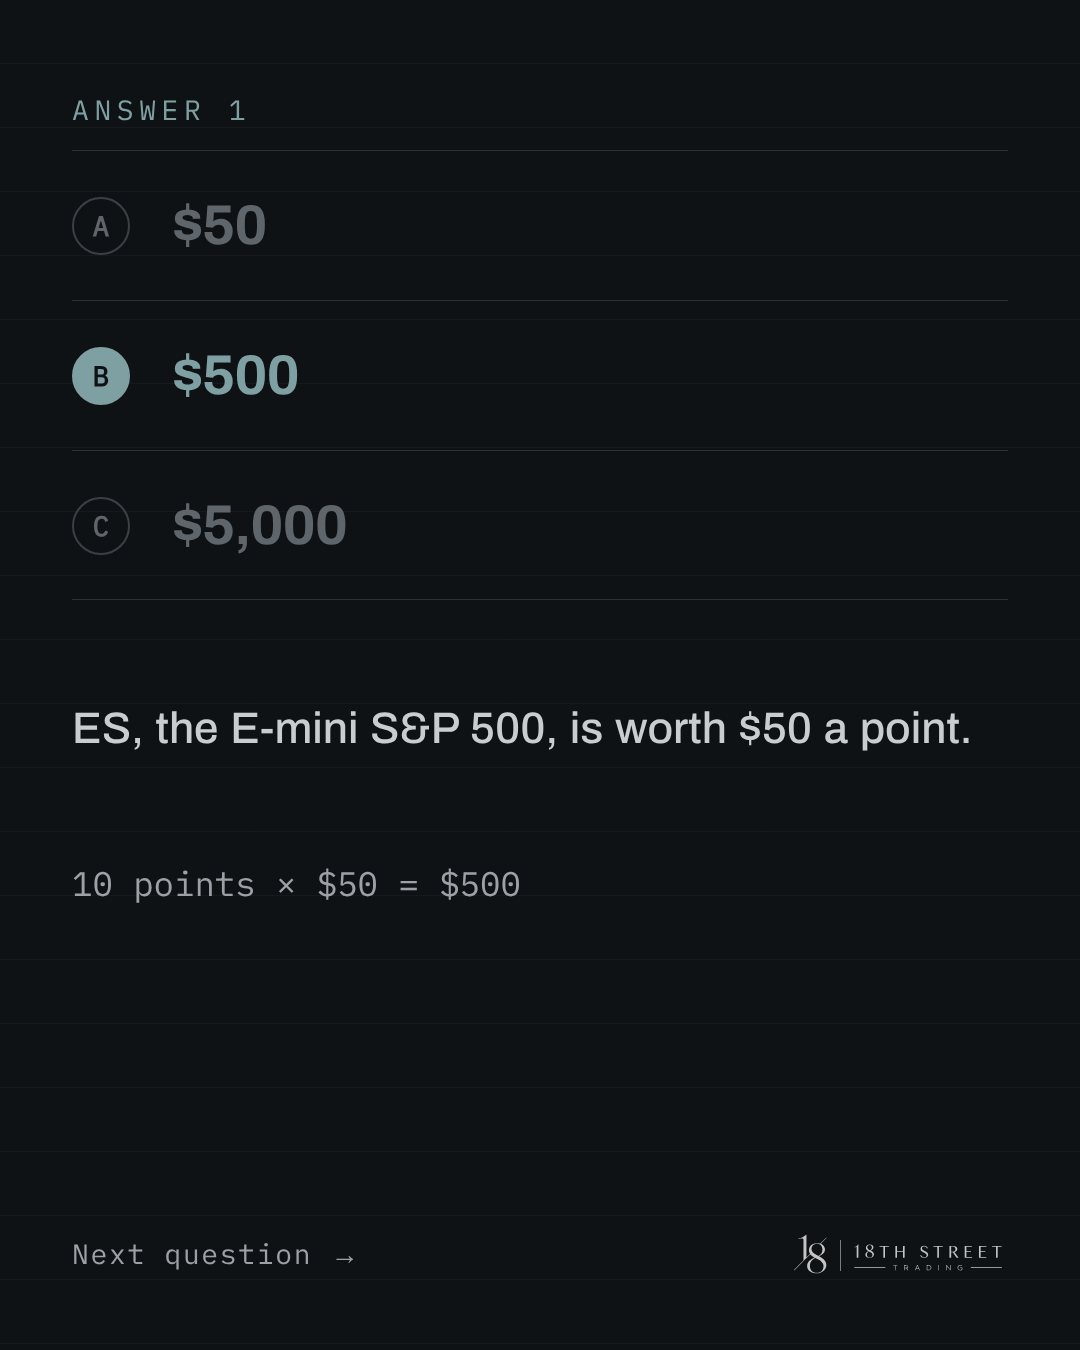 ANSWER 1
A $50
B $500
C $5,000
ES, the E-mini S&P 500, is worth $50 a point.
10 points × $50 = $500
Next question →
18 18TH STREET
TRADING